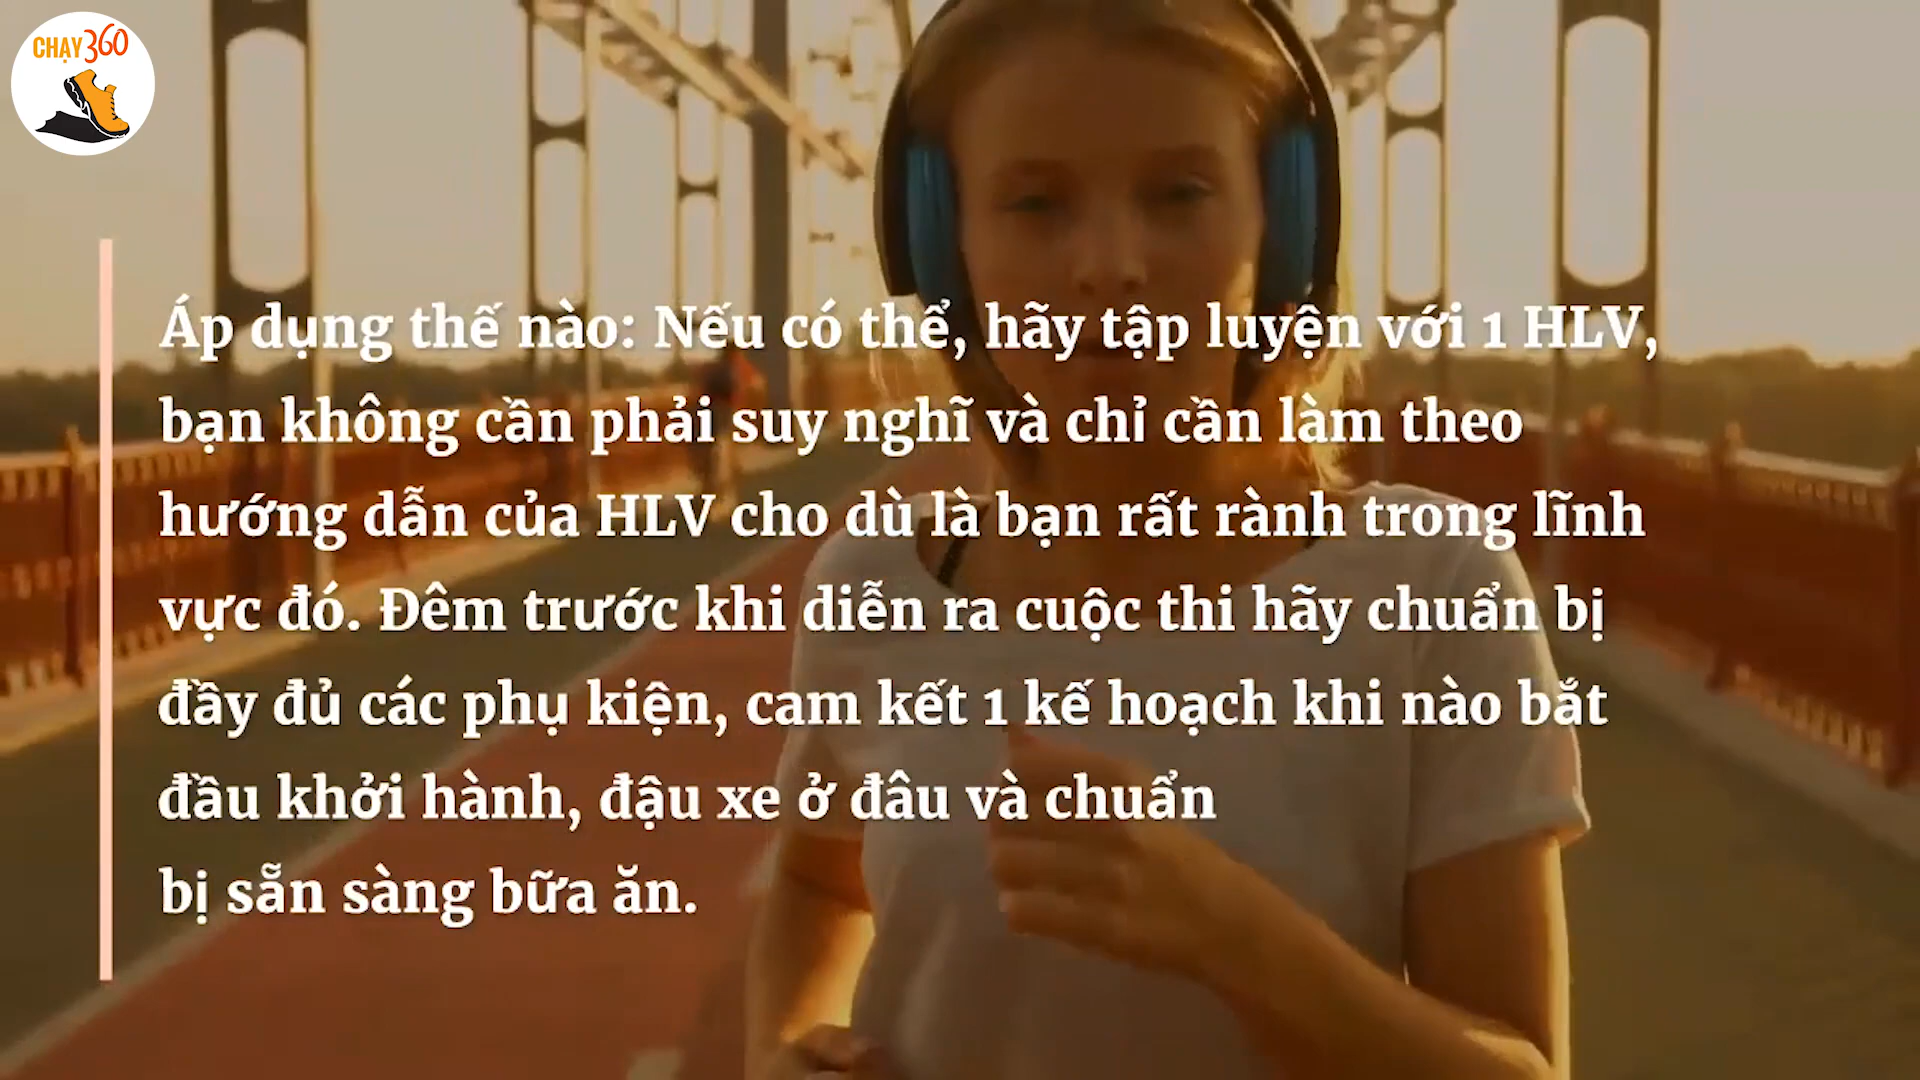 CHẠY 360
Áp dụng thế nào: Nếu có thể, hãy tập luyện với 1 HLV,
bạn không cần phải suy nghĩ và chỉ cần làm theo
hướng dẫn của HLV cho dù là bạn rất rành trong lĩnh
vực đó. Đêm trước khi diễn ra cuộc thi hãy chuẩn bị
đầy đủ các phụ kiện, cam kết 1 kế hoạch khi nào bắt
đầu khởi hành, đậu xe ở đâu và chuẩn
bị sẵn sàng bữa ăn.